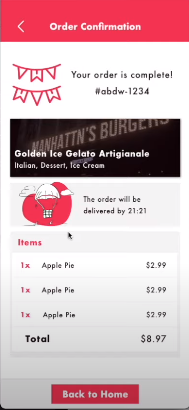 Order Confirmation
Your order is complete!
#abdw-1234
MANHATTN'S BURGERS
Golden Ice Gelato Artigianale
Italian, Dessert, Ice Cream
The order will be
delivered by 21:21
Items
1x Apple Pie $2.99
1x Apple Pie $2.99
1x Apple Pie $2.99
Total $8.97
Back to Home